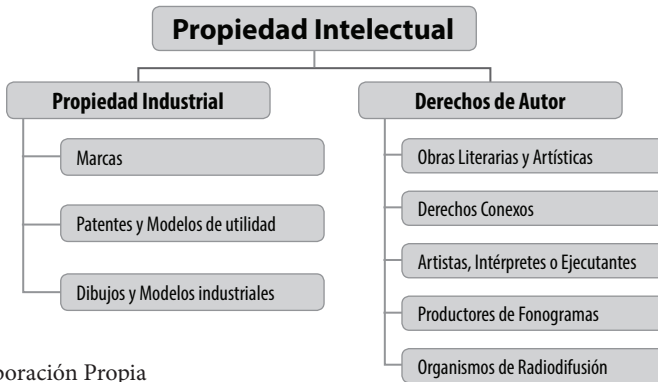 Propiedad Intelectual
Propiedad Industrial
Marcas
Patentes y Modelos de utilidad
Dibujos y Modelos industriales
Derechos de Autor
Obras Literarias y Artísticas
Derechos Conexos
Artistas, Intérpretes o Ejecutantes
Productores de Fonogramas
Organismos de Radiodifusión
Propia